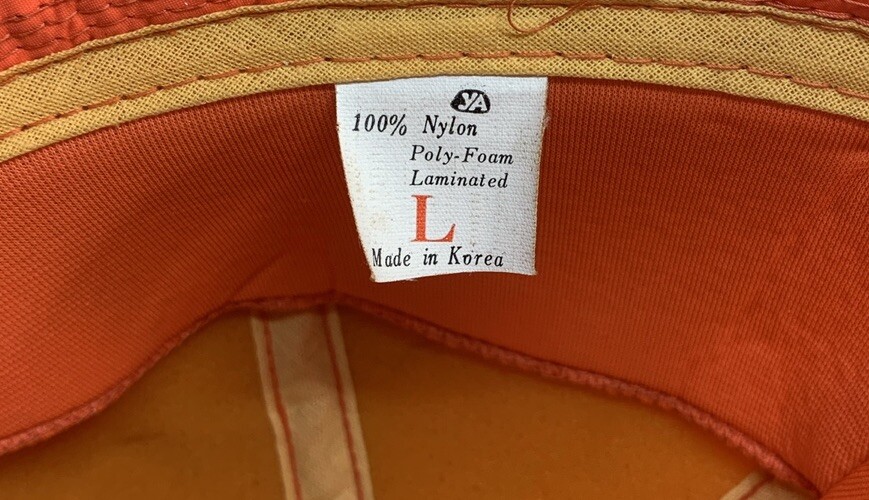 YA
100% Nylon
Poly-Foam
Laminated
L
Made in Korea